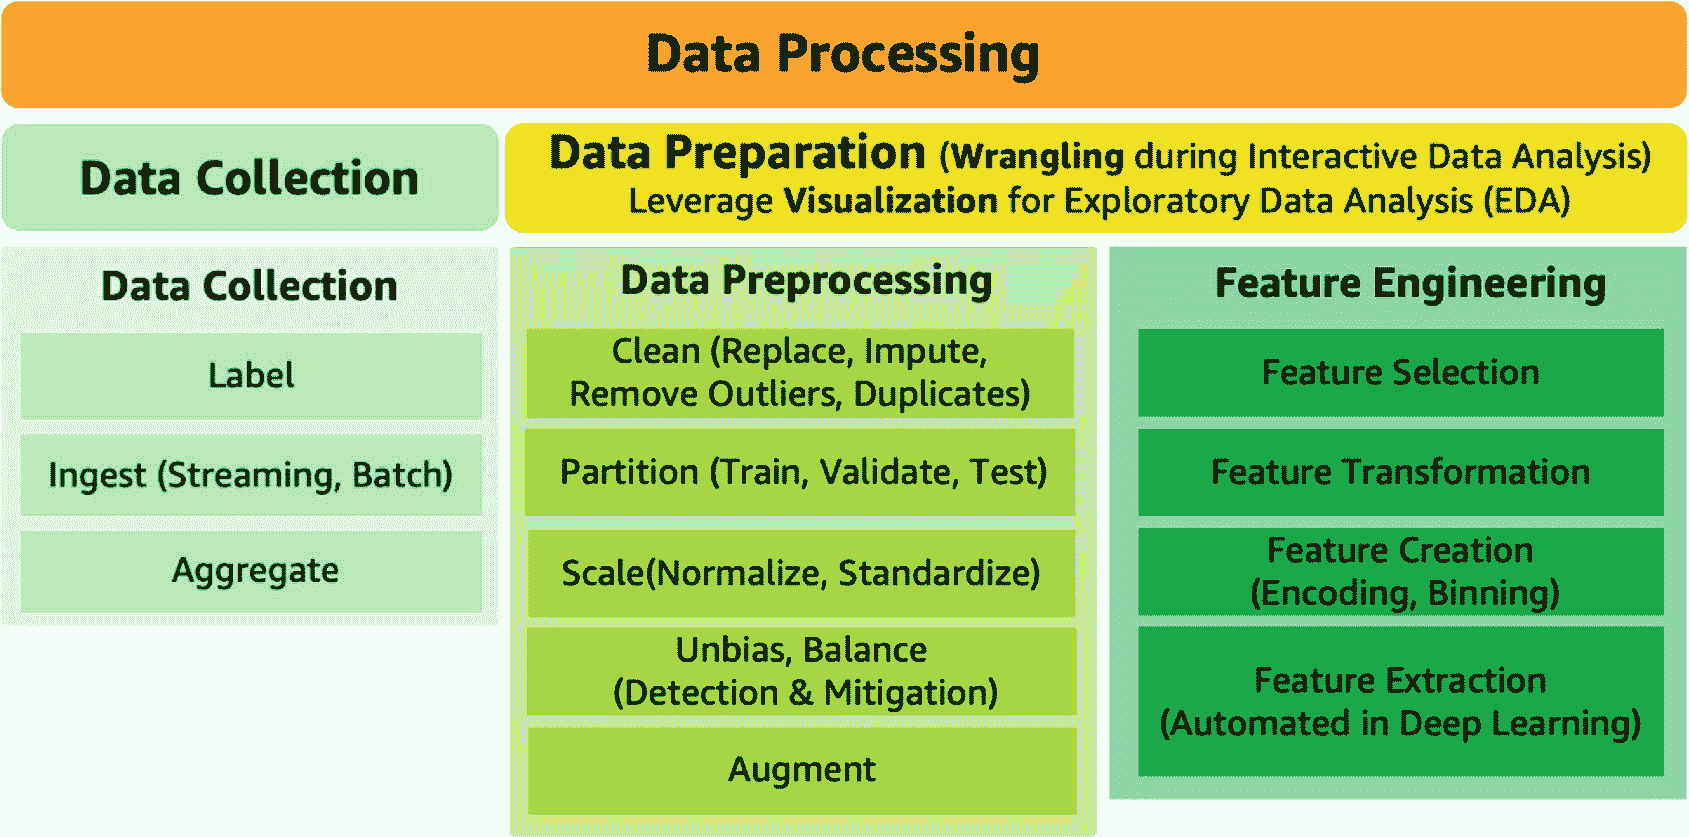 Data Processing
Data Collection
Data Preparation (Wrangling during Interactive Data Analysis)
Leverage Visualization for Exploratory Data Analysis (EDA)
Data Collection
Label
Ingest (Streaming, Batch)
Aggregate
Data Preprocessing
Clean (Replace, Impute,
Remove Outliers, Duplicates)
Partition (Train, Validate, Test)
Scale(Normalize, Standardize)
Unbias, Balance
(Detection & Mitigation)
Augment
Feature Engineering
Feature Selection
Feature Transformation
Feature Creation
(Encoding, Binning)
Feature Extraction
(Automated in Deep Learning)